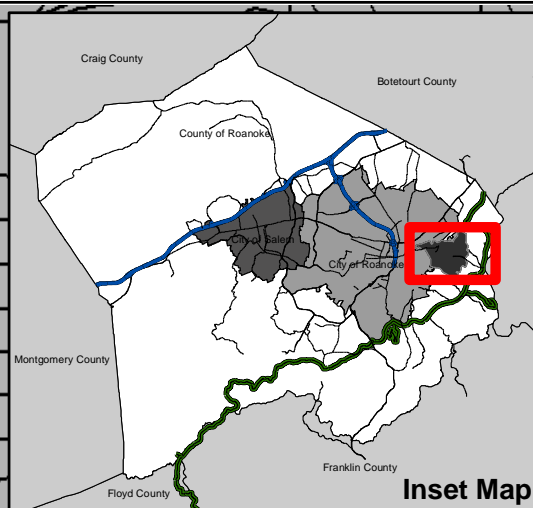 Craig County
Botetourt County
County of Roanoke
City of Salem
City of Roanoke
Montgomery County
Franklin County
Floyd County
Inset Map